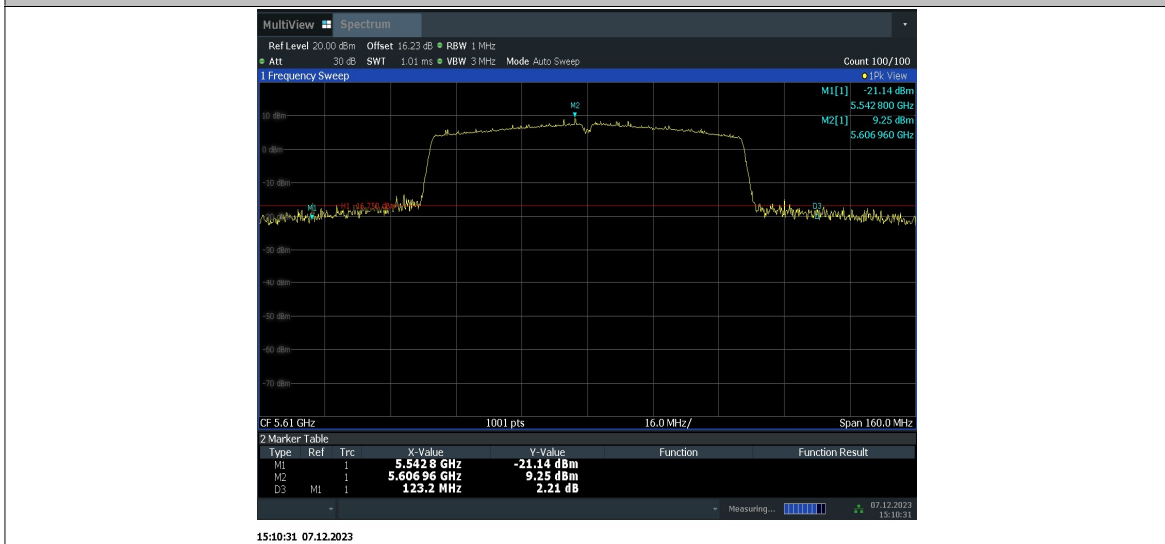 MultiView Spectrum
Ref Level 20.00 dBm Offset 16.23 dB RBW 1 MHz
Att 30 dB SWT 1.01 ms VBW 3 MHz Mode Auto Sweep Count 100/100
1 Frequency Sweep 1Pk View
M1[1] -21.14 dBm
5.542 800 GHz
M2
10 dBm
M2[1] 9.25 dBm
5.606 960 GHz
0 dBm
-10 dBm
M1 H1 -16.750 dBm D3
-30 dBm
-40 dBm
-50 dBm
-60 dBm
-70 dBm
CF 5.61 GHz 1001 pts 16.0 MHz/ Span 160.0 MHz
2 Marker Table
Type Ref Trc X-Value Y-Value Function Function Result
M1 1 5.542 8 GHz -21.14 dBm
M2 1 5.606 96 GHz 9.25 dBm
D3 M1 1 123.2 MHz 2.21 dB
Measuring... 07.12.2023
15:10:31
15:10:31 07.12.2023